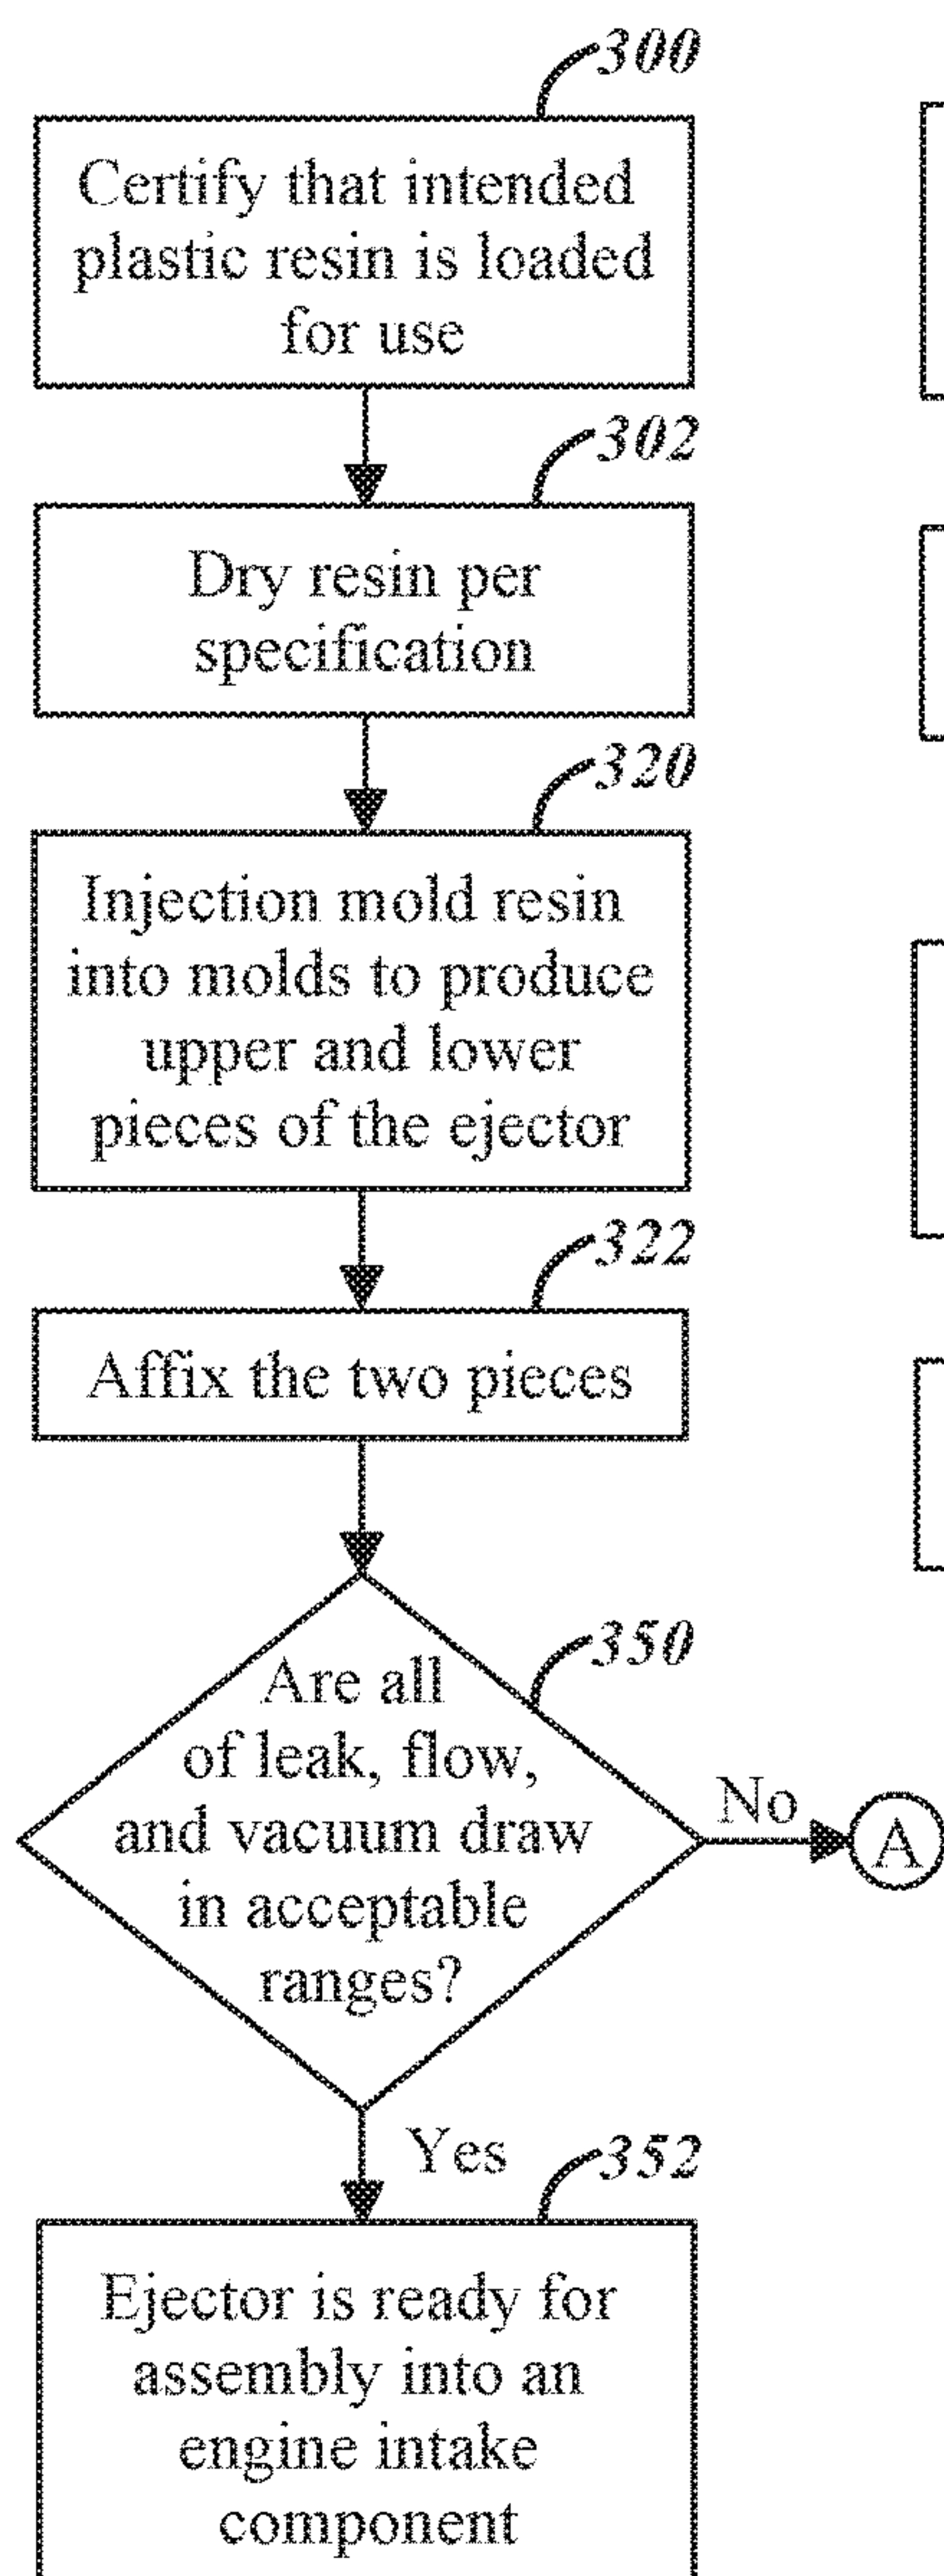 300
Certify that intended
plastic resin is loaded
for use
302
Dry resin per
specification
320
Injection mold resin
into molds to produce
upper and lower
pieces of the ejector
322
Affix the two pieces
350
Are all
of leak, flow,
and vacuum draw
in acceptable
ranges?
No
A
Yes
352
Ejector is ready for
assembly into an
engine intake
component